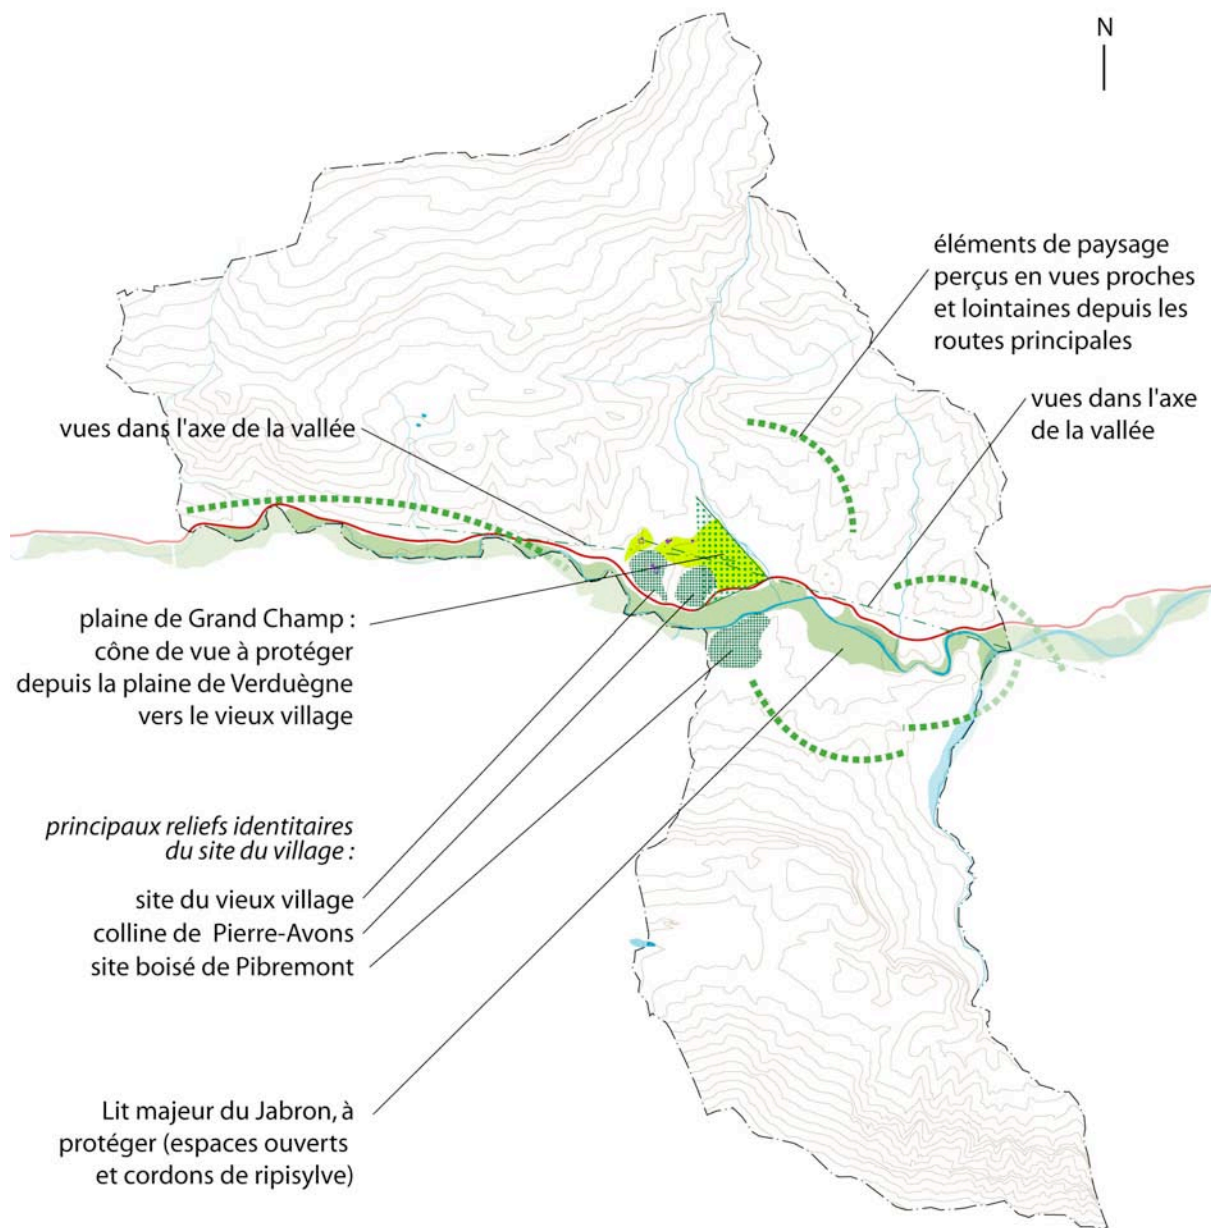 N
éléments de paysage
perçus en vues proches
et lointaines depuis les
routes principales
vues dans l'axe
de la vallée
vues dans l'axe de la vallée
plaine de Grand Champ :
cône de vue à protéger
depuis la plaine de Verduègne
vers le vieux village
principaux reliefs identitaires
du site du village :
site du vieux village
colline de Pierre-Avons
site boisé de Pibremont
Lit majeur du Jabron, à
protéger (espaces ouverts
et cordons de ripisylve)